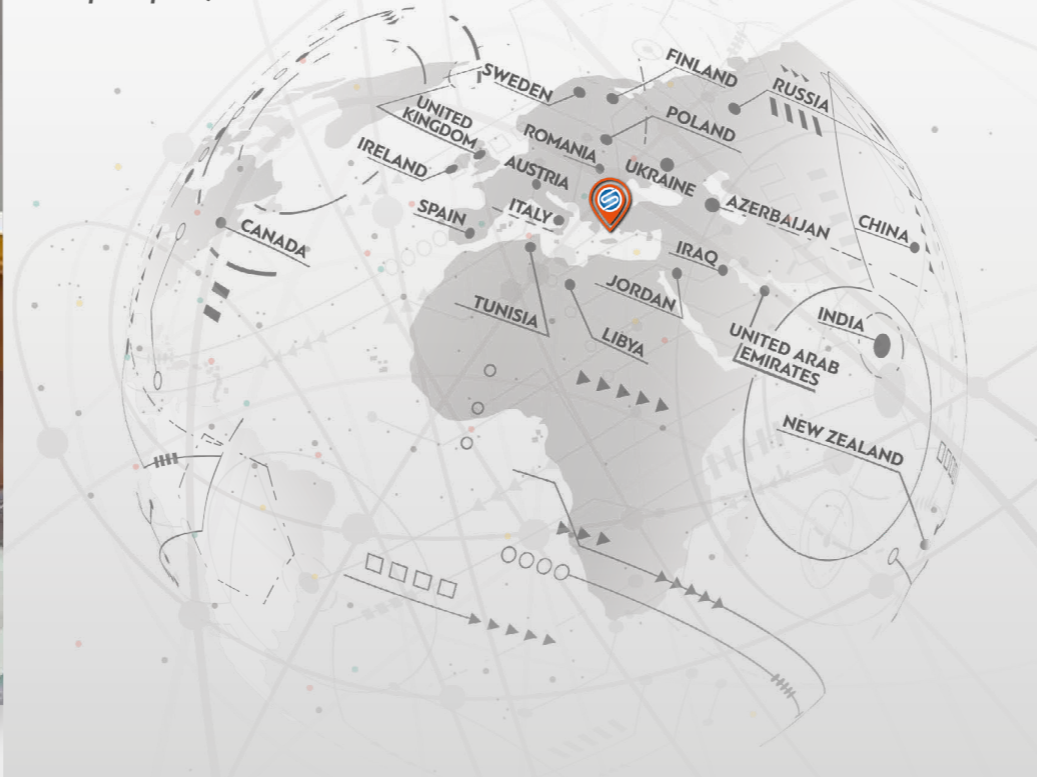 FINLAND
SWEDEN
RUSSIA
UNITED
KINGDOM
POLAND
ROMANIA
IRELAND
AUSTRIA
UKRAINE
SPAIN
ITALY
AZERBAIJAN
CHINA
CANADA
IRAQ
JORDAN
TUNISIA
INDIA
LIBYA
UNITED ARAB
EMIRATES
NEW ZEALAND